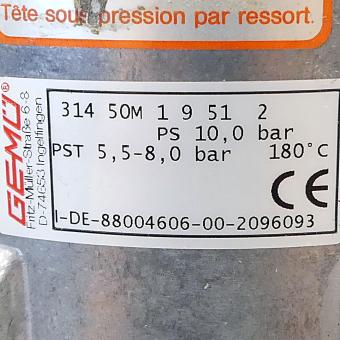 Tête sous pression par ressort.
GEMÜ®
Fritz-Müller-Straße 6-8
D-74653 Ingelfingen
314 50M 1 9 51 2
PS 10,0 bar
PST 5,5-8,0 bar 180°C
CE
I-DE-88004606-00-2096093